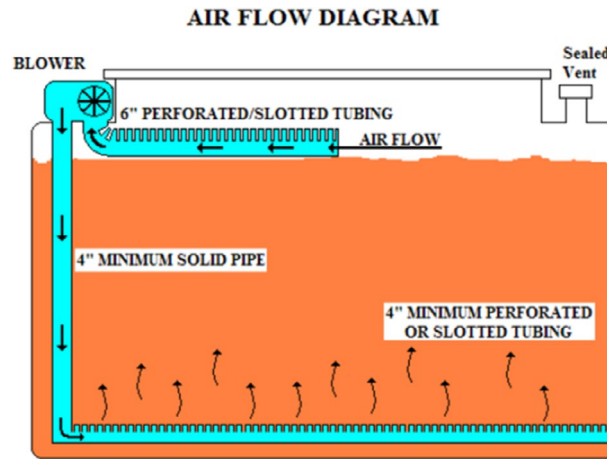 AIR FLOW DIAGRAM
BLOWER
Sealed
Vent
6" PERFORATED/SLOTTED TUBING
AIR FLOW
4" MINIMUM SOLID PIPE
4" MINIMUM PERFORATED
OR SLOTTED TUBING